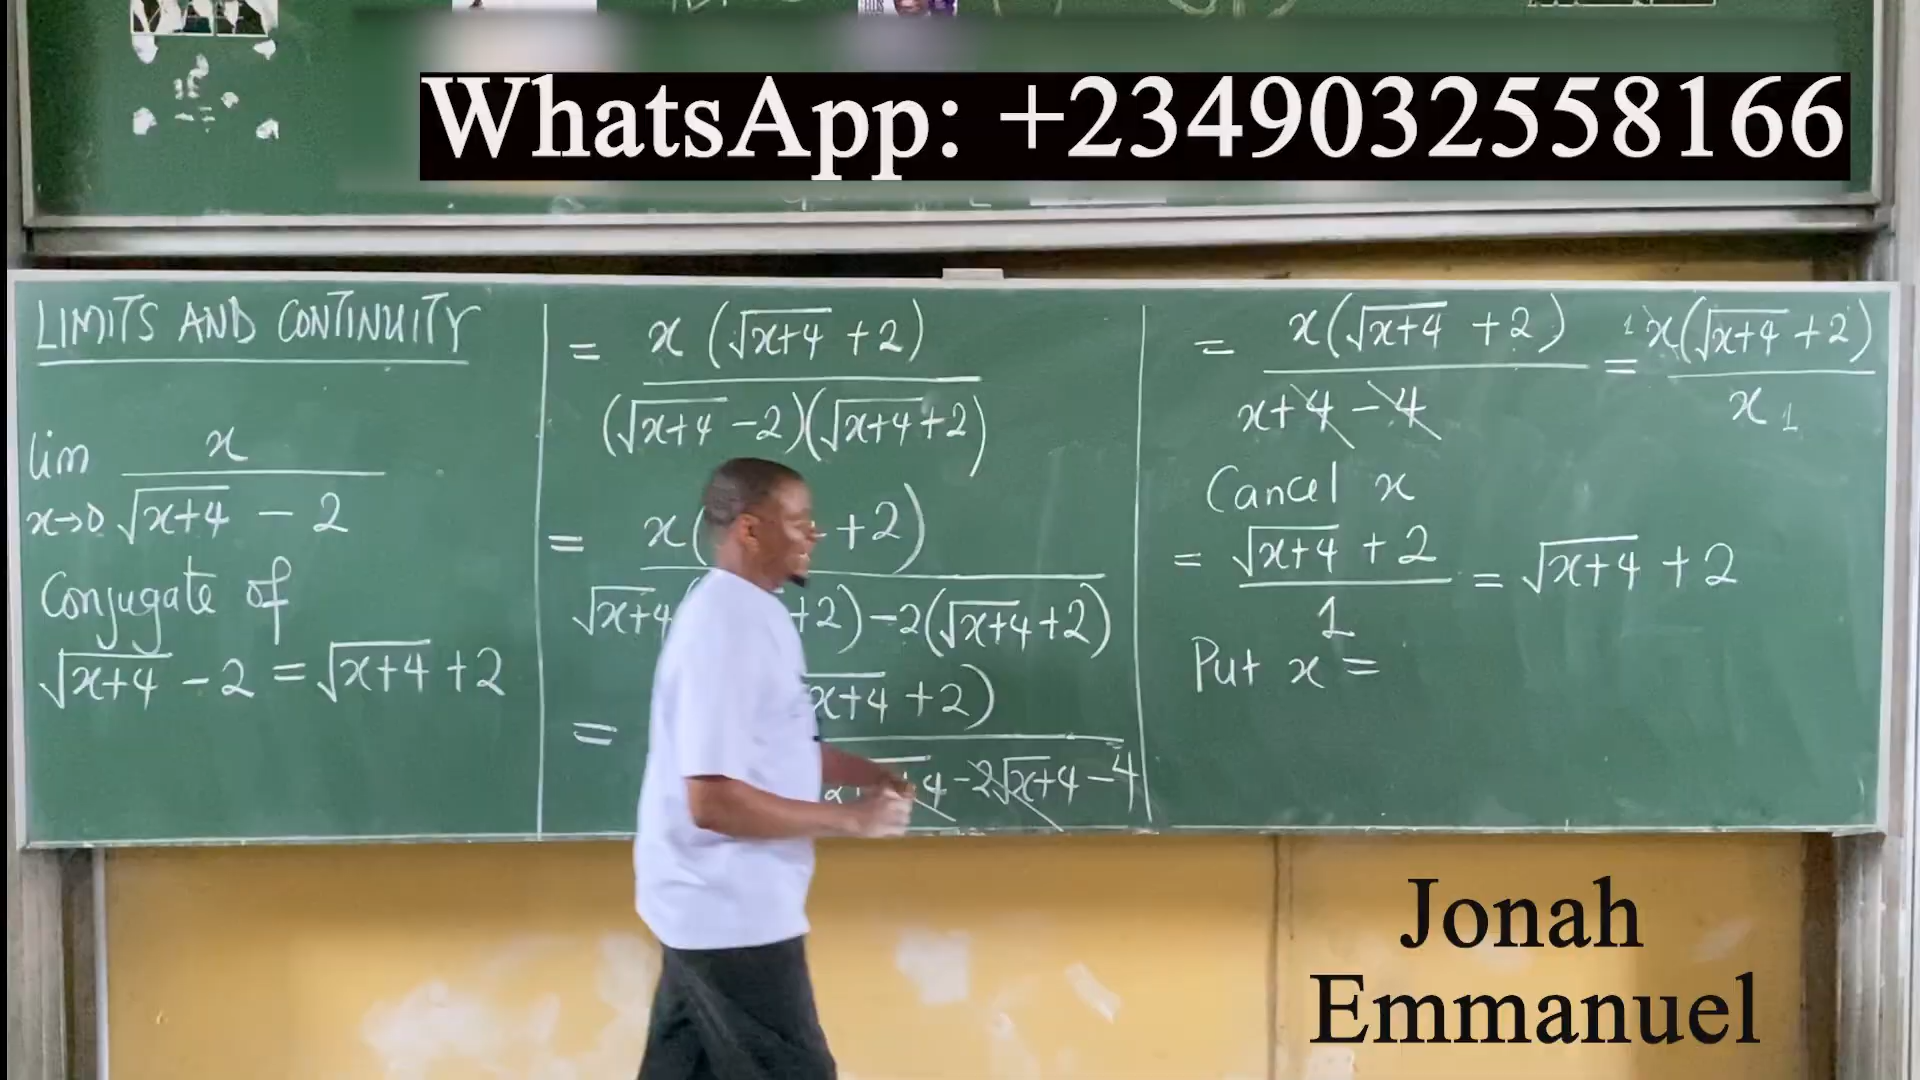 WhatsApp: +2349032558166
LIMITS AND CONTINUITY
lim x→0 x / (√(x+4) - 2)
Conjugate of
√(x+4) - 2 = √(x+4) + 2
= x(√(x+4) + 2) / (√(x+4) - 2)(√(x+4) + 2)
= x( + 2) / √(x+4)( + 2) - 2(√(x+4) + 2)
= √(x+4) + 2) / 4 - 2√(x+4) - 4
= x(√(x+4) + 2) / x + 4 - 4 = 1 x(√(x+4) + 2) / x 1
Cancel x
= √(x+4) + 2 / 1 = √(x+4) + 2
Put x =
Jonah
Emmanuel